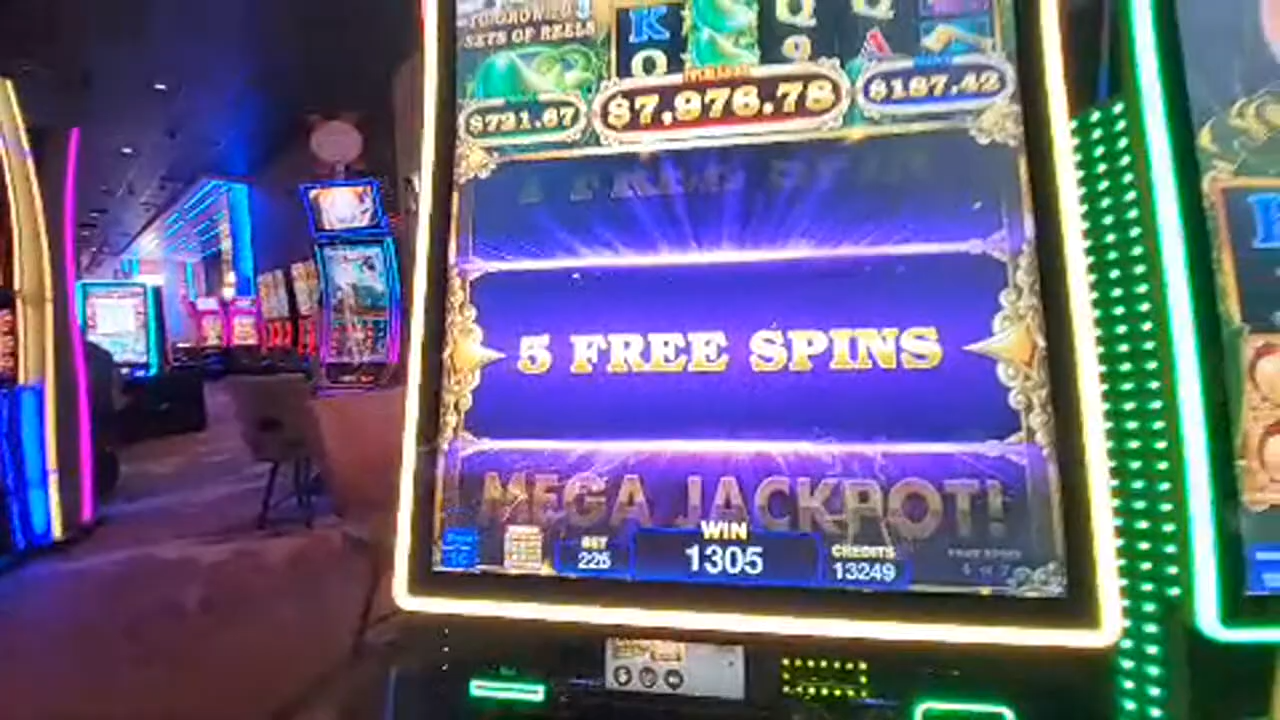 SETS OF REELS
K
Q
Q
Q
$721.67
$7,976.78
$187.42
5 FREE SPINS
MEGA JACKPOT!
WIN
BET
225
1305
CREDITS
13249